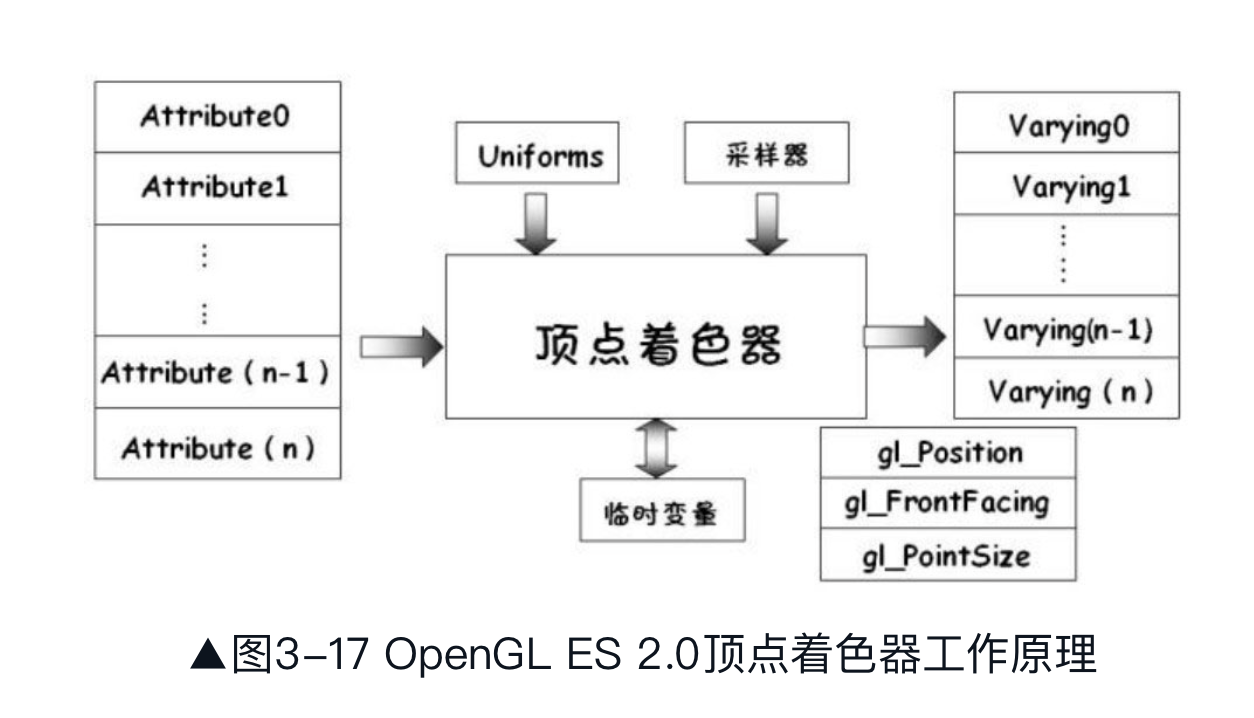 Attribute0
Attribute1
⋮
⋮
Attribute ( n-1 )
Attribute ( n )
Uniforms
采样器
顶点着色器
临时变量
Varying0
Varying1
⋮
⋮
Varying(n-1)
Varying ( n )
gl_Position
gl_FrontFacing
gl_PointSize
▲图3-17 OpenGL ES 2.0顶点着色器工作原理